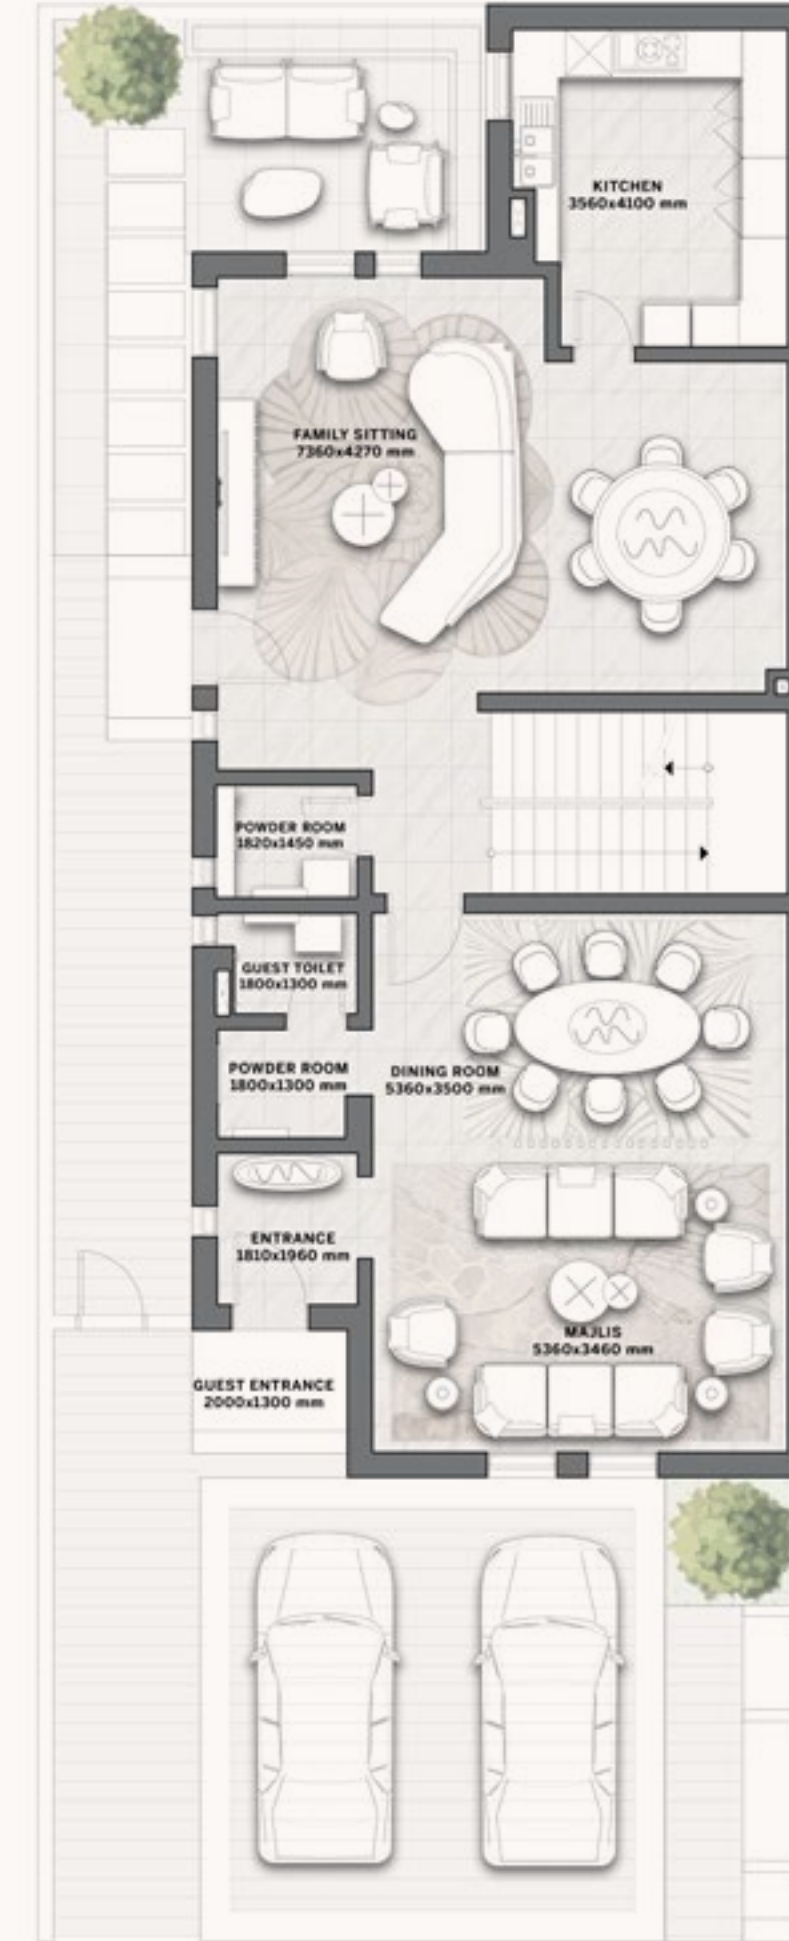 KITCHEN
3560x4100 mm
FAMILY SITTING
7360x4270 mm
POWDER ROOM
1820x1450 mm
GUEST TOILET
1800x1300 mm
POWDER ROOM
1800x1300 mm
DINING ROOM
5360x3500 mm
ENTRANCE
1810x1960 mm
MAJLIS
5360x3460 mm
GUEST ENTRANCE
2000x1300 mm